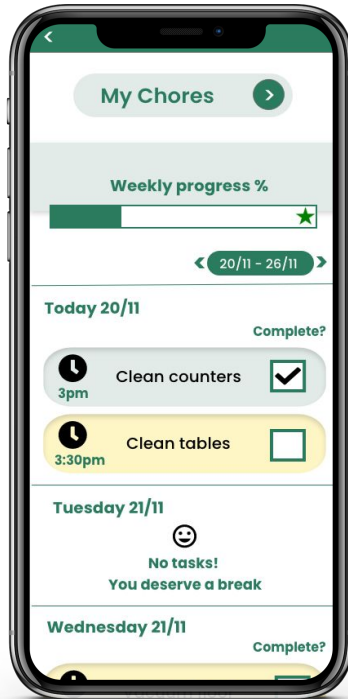 My Chores
Weekly progress %
20/11 - 26/11
Today 20/11
Complete?
Clean counters
3pm
Clean tables
3:30pm
Tuesday 21/11
No tasks!
You deserve a break
Wednesday 21/11
Complete?